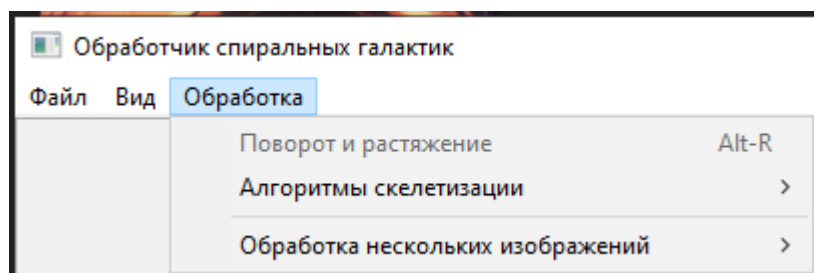 Обработчик спиральных галактик
Файл Вид Обработка
Поворот и растяжение Alt-R
Алгоритмы скелетизации
Обработка нескольких изображений